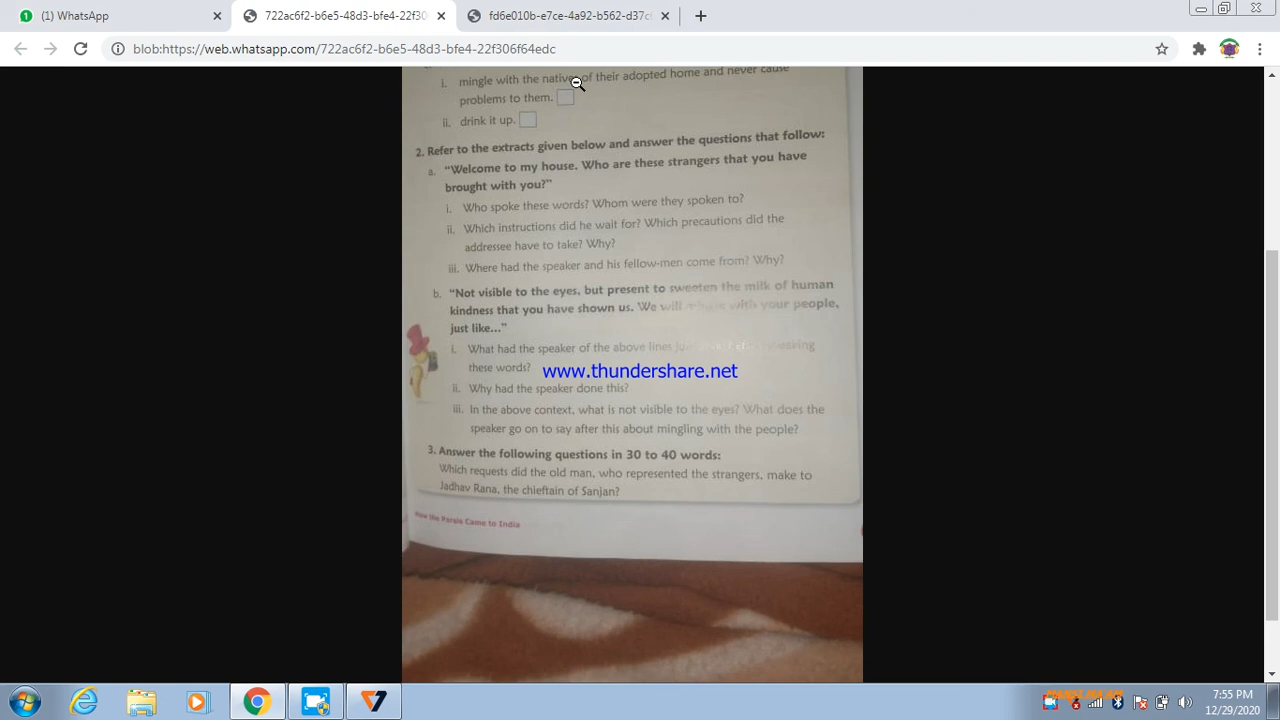 WhatsApp
722ac6f2-b6e5-48d3-bfe4-22f30
fd6e010b-e7ce-4a92-b562-d37c
blob:https://web.whatsapp.com/722ac6f2-b6e5-48d3-bfe4-22f306f64edc
i. mingle with the natives of their adopted home and never cause
problems to them.
ii. drink it up.
2. Refer to the extracts given below and answer the questions that follow:
a. “Welcome to my house. Who are these strangers that you have
brought with you?”
i. Who spoke these words? Whom were they spoken to?
ii. Which instructions did he wait for? Which precautions did the
addressee have to take? Why?
iii. Where had the speaker and his fellow-men come from? Why?
b. “Not visible to the eyes, but present to sweeten the milk of human
kindness that you have shown us. We will mingle with your people,
just like...”
i. What had the speaker of the above lines speaking
these words?
www.thundershare.net
ii. Why had the speaker done this?
iii. In the above context, what is not visible to the eyes? What does the
speaker go on to say after this about mingling with the people?
3. Answer the following questions in 30 to 40 words:
Which requests did the old man, who represented the strangers, make to
Jadhav Rana, the chieftain of Sanjan?
How the Parsis Came to India
7:55 PM
12/29/2020